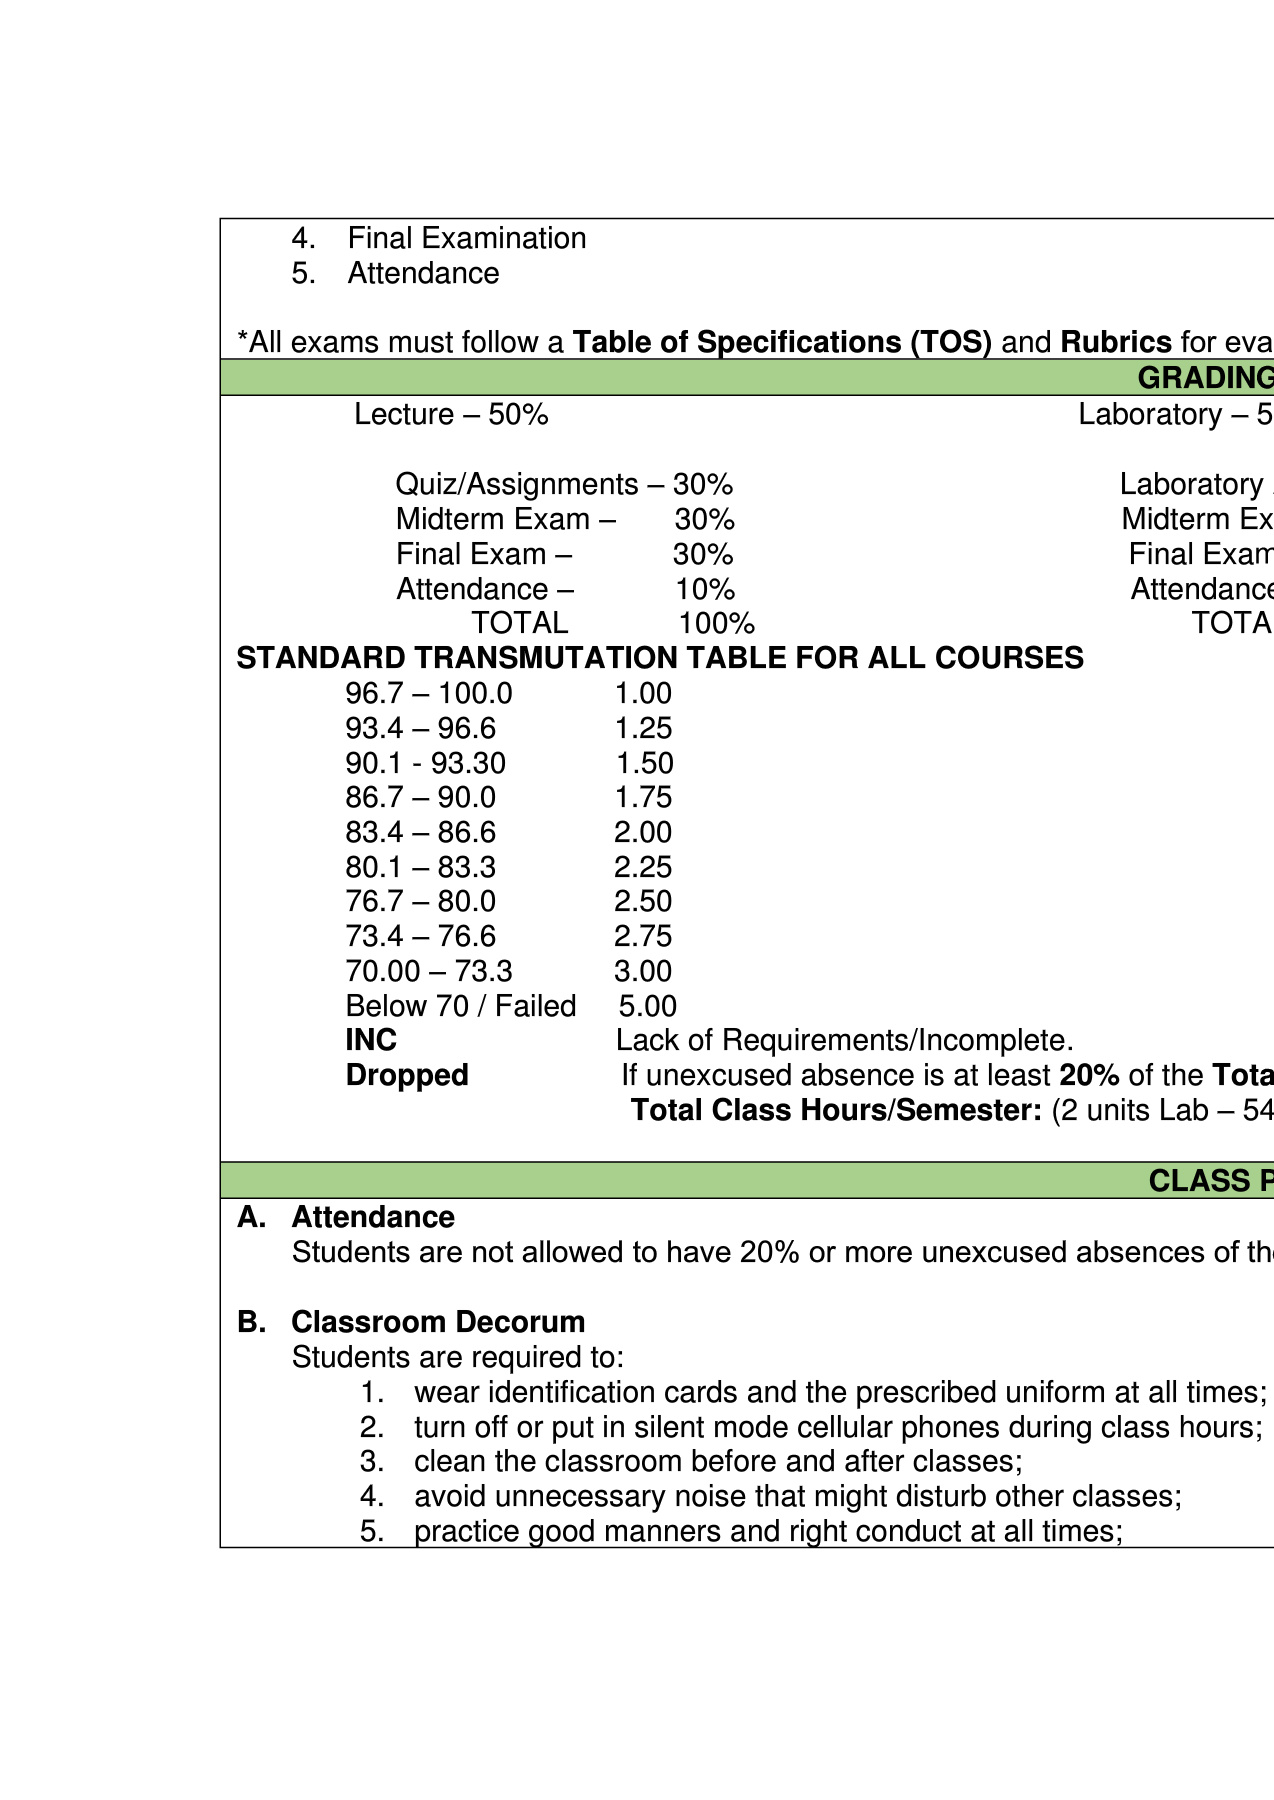 4. Final Examination
5. Attendance
*All exams must follow a Table of Specifications (TOS) and Rubrics for eva
GRADING
Lecture – 50% Laboratory – 5
Quiz/Assignments – 30% Laboratory
Midterm Exam – 30% Midterm Ex
Final Exam – 30% Final Exam
Attendance – 10% Attendance
TOTAL 100% TOTA
STANDARD TRANSMUTATION TABLE FOR ALL COURSES
96.7 – 100.0 1.00
93.4 – 96.6 1.25
90.1 - 93.30 1.50
86.7 – 90.0 1.75
83.4 – 86.6 2.00
80.1 – 83.3 2.25
76.7 – 80.0 2.50
73.4 – 76.6 2.75
70.00 – 73.3 3.00
Below 70 / Failed 5.00
INC Lack of Requirements/Incomplete.
Dropped If unexcused absence is at least 20% of the Tota
Total Class Hours/Semester: (2 units Lab – 54
CLASS P
A. Attendance
Students are not allowed to have 20% or more unexcused absences of the
B. Classroom Decorum
Students are required to:
1. wear identification cards and the prescribed uniform at all times;
2. turn off or put in silent mode cellular phones during class hours;
3. clean the classroom before and after classes;
4. avoid unnecessary noise that might disturb other classes;
5. practice good manners and right conduct at all times;